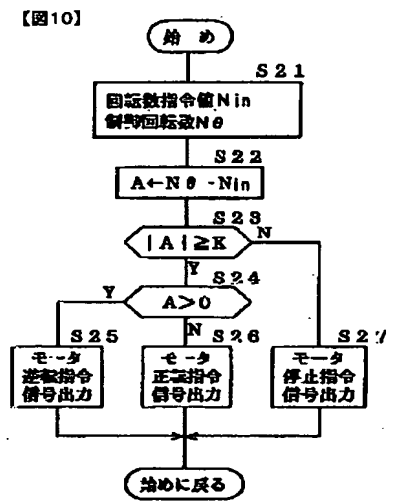 【図10】
始 め
S21
回転数指令値Nin
制御回転数Nθ
S22
A←Nθ-Nin
S23
|A|≧K
N
Y
S24
Y
A>0
N
S25
S26
S27
モータ
逆転指令
信号出力
モータ
正転指令
信号出力
モータ
停止指令
信号出力
始めに戻る